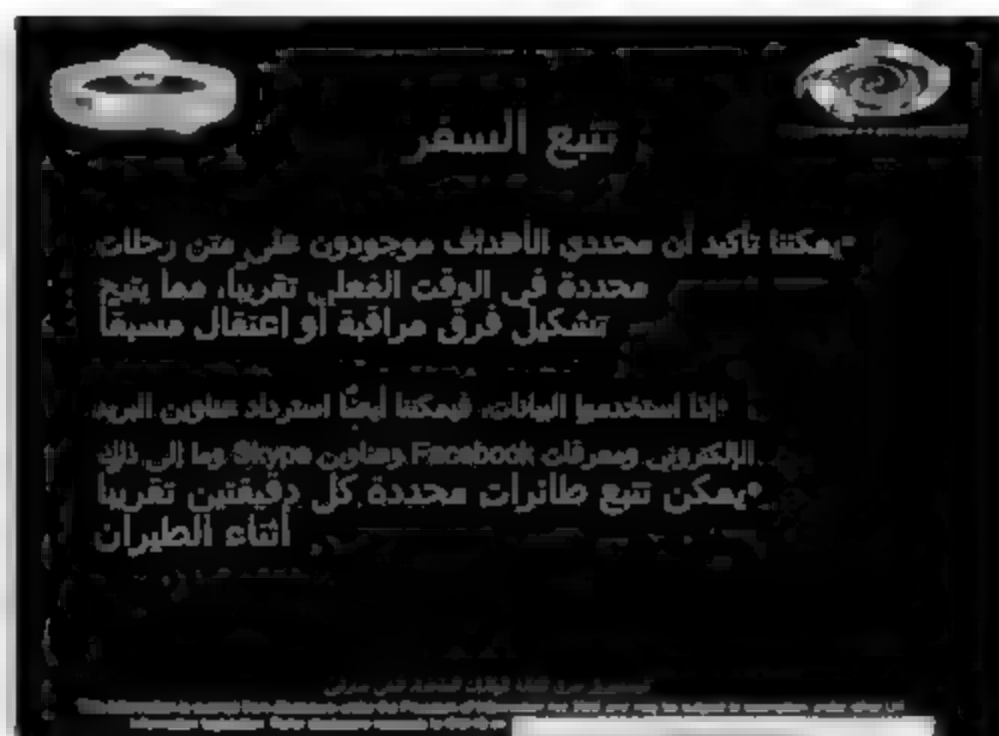 تتبع السفر
•يمكننا تأكيد أن محددي الأهداف موجودون على متن رحلات
محددة في الوقت الفعلي تقريبًا، مما يتيح
تشكيل فرق مراقبة أو اعتقال مسبقا
•إذا استخدموا البيانات، فيمكننا أيضًا استرداد عناوين البريد
الإلكتروني ومعرفات Facebook وعناوين Skype وما إلى ذلك
•يمكن تتبع طائرات محددة كل دقيقتين تقريبا
أثناء الطيران